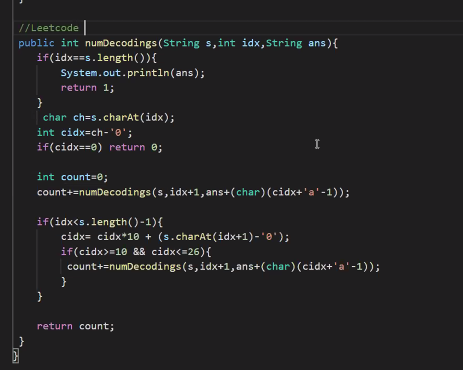 //Leetcode
public int numDecodings(String s,int idx,String ans){
if(idx==s.length()){
System.out.println(ans);
return 1;
}
char ch=s.charAt(idx);
int cidx=ch-'0';
if(cidx==0) return 0;
int count=0;
count+=numDecodings(s,idx+1,ans+(char)(cidx+'a'-1));
if(idx<s.length()-1){
cidx= cidx*10 + (s.charAt(idx+1)-'0');
if(cidx>=10 && cidx<=26){
count+=numDecodings(s,idx+1,ans+(char)(cidx+'a'-1));
}
}
return count;
}
}